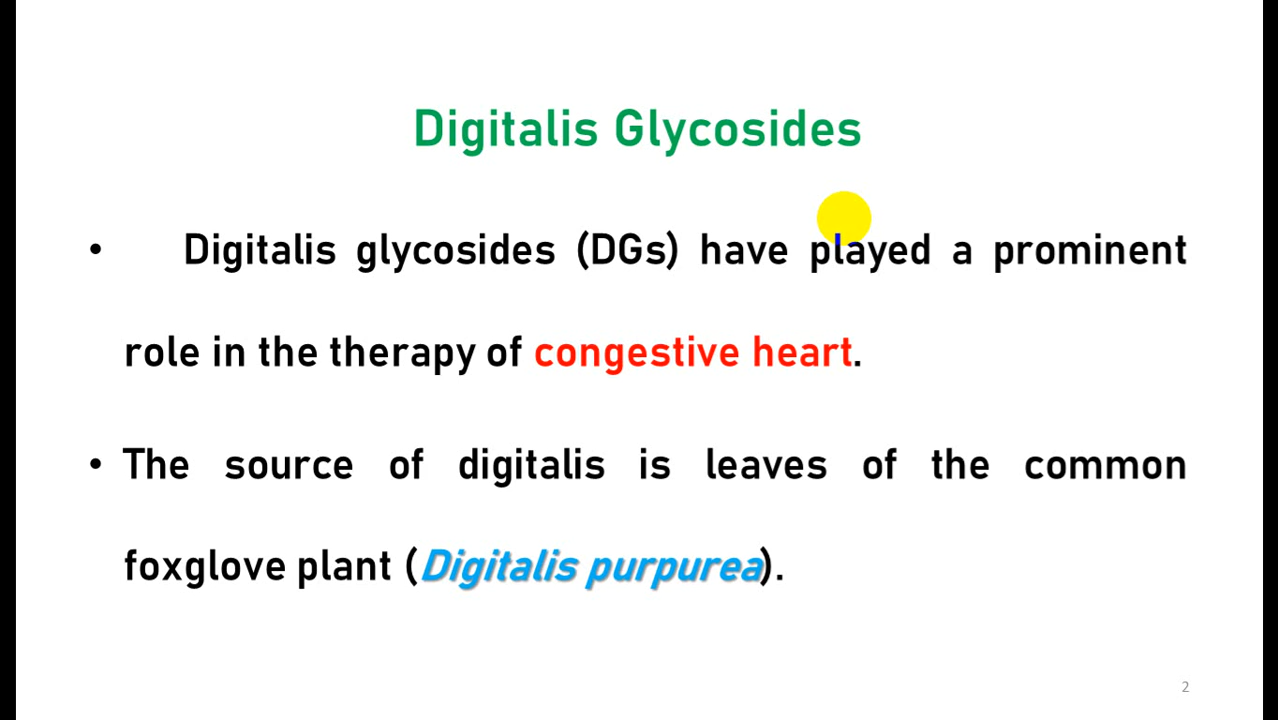 Digitalis Glycosides
• Digitalis glycosides (DGs) have played a prominent
role in the therapy of congestive heart.
• The source of digitalis is leaves of the common
foxglove plant (Digitalis purpurea).
2